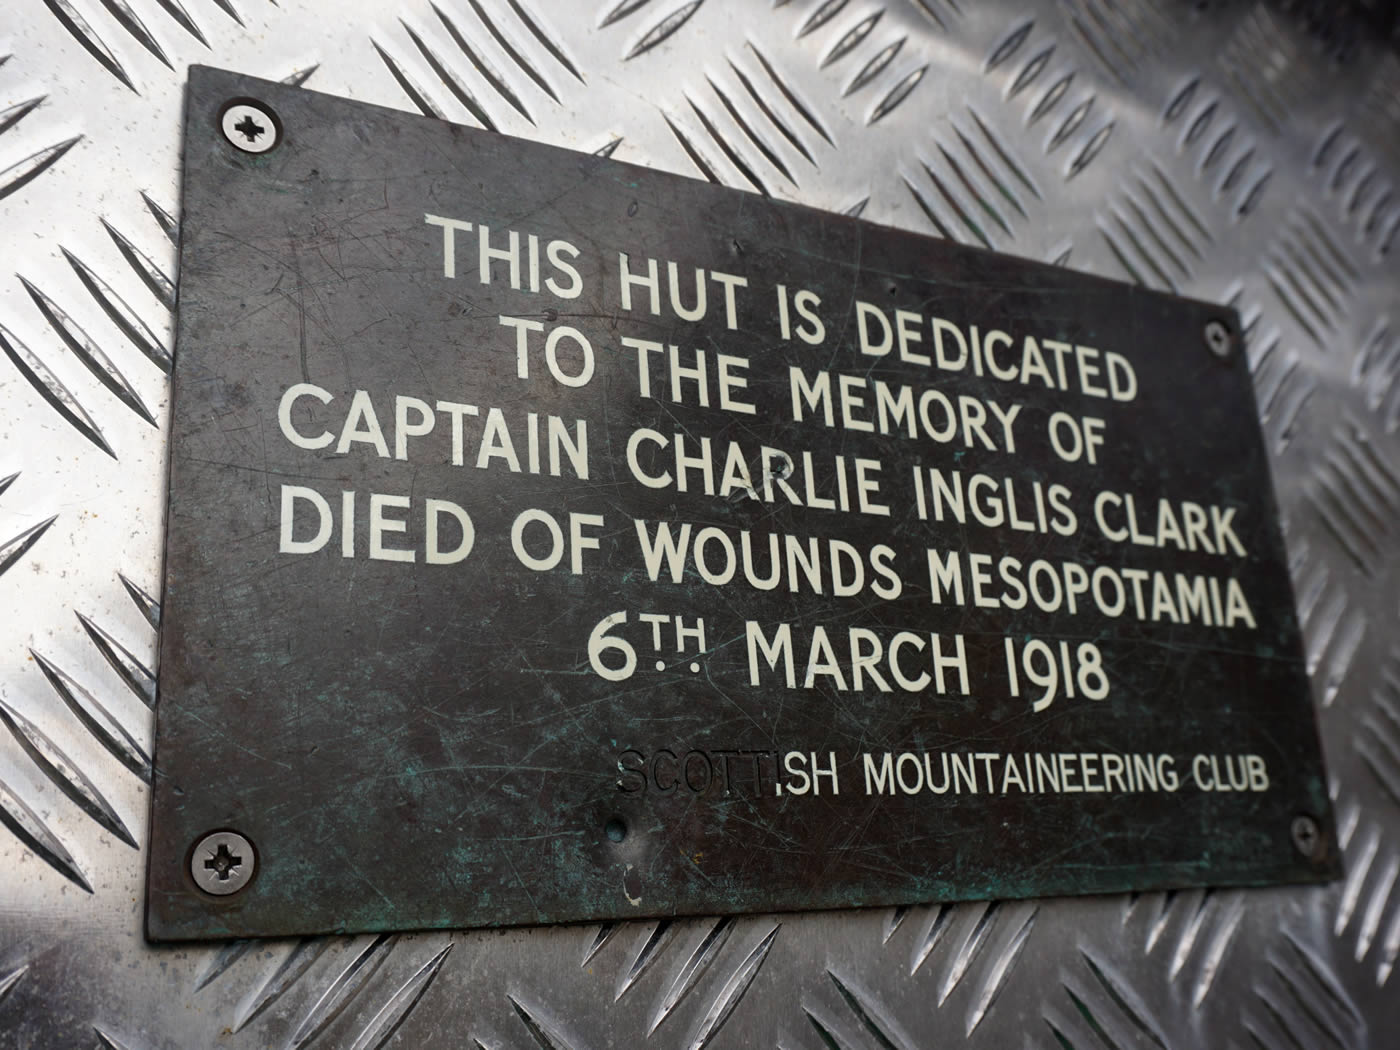 THIS HUT IS DEDICATED
TO THE MEMORY OF
CAPTAIN CHARLIE INGLIS CLARK
DIED OF WOUNDS MESOPOTAMIA
6TH MARCH 1918
SCOTTISH MOUNTAINEERING CLUB